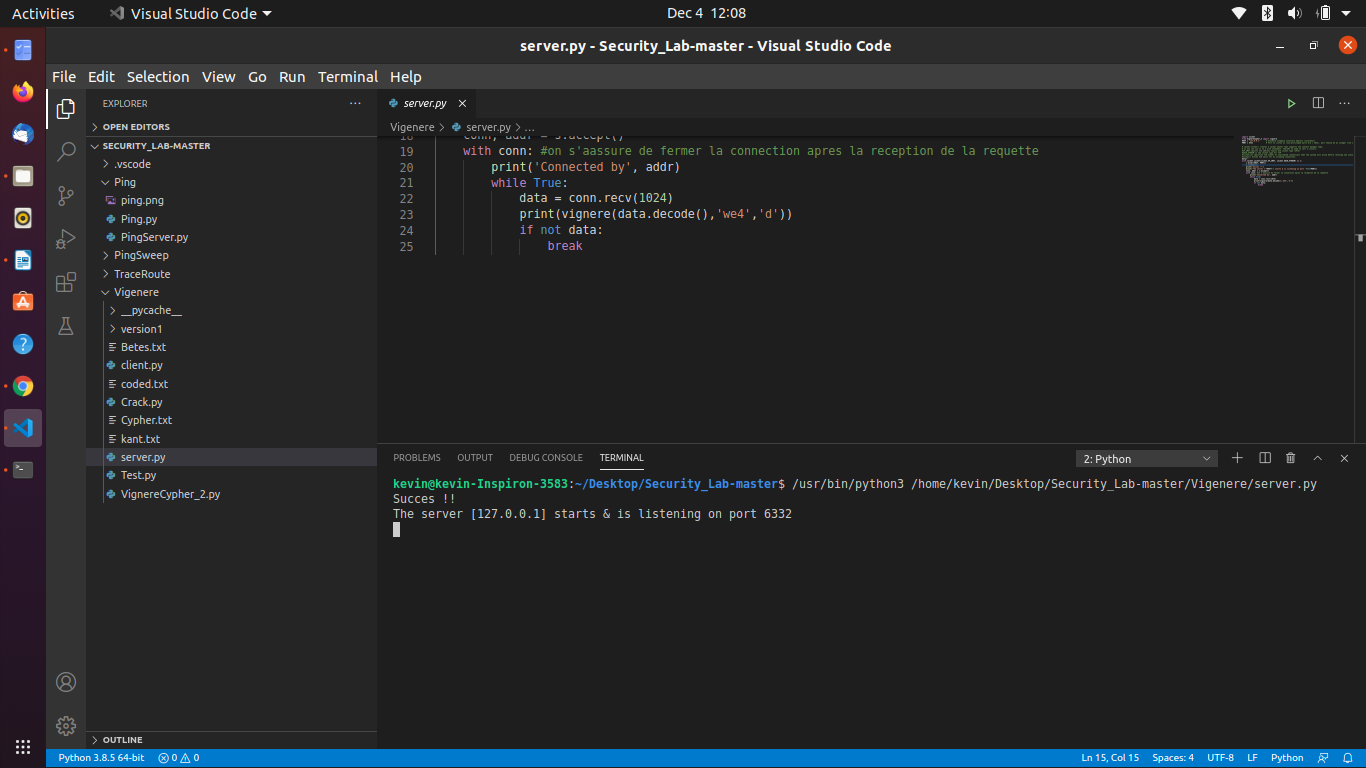 Activities Visual Studio Code Dec 4 12:08
server.py - Security_Lab-master - Visual Studio Code
File Edit Selection View Go Run Terminal Help
EXPLORER
OPEN EDITORS
SECURITY_LAB-MASTER
.vscode
Ping
ping.png
Ping.py
PingServer.py
PingSweep
TraceRoute
Vigenere
__pycache__
version1
Betes.txt
client.py
coded.txt
Crack.py
Cypher.txt
kant.txt
server.py
Test.py
VignereCypher_2.py
OUTLINE
server.py
Vigenere > server.py > ...
18 conn, addr = s.accept()
19 with conn: #on s'aassure de fermer la connection apres la reception de la requette
20 print('Connected by', addr)
21 while True:
22 data = conn.recv(1024)
23 print(vignere(data.decode(),'we4','d'))
24 if not data:
25 break
PROBLEMS OUTPUT DEBUG CONSOLE TERMINAL 2: Python
kevin@kevin-Inspiron-3583:~/Desktop/Security_Lab-master$ /usr/bin/python3 /home/kevin/Desktop/Security_Lab-master/Vigenere/server.py
Succes !!
The server [127.0.0.1] starts & is listening on port 6332
Python 3.8.5 64-bit 0 0 Ln 15, Col 15 Spaces: 4 UTF-8 LF Python